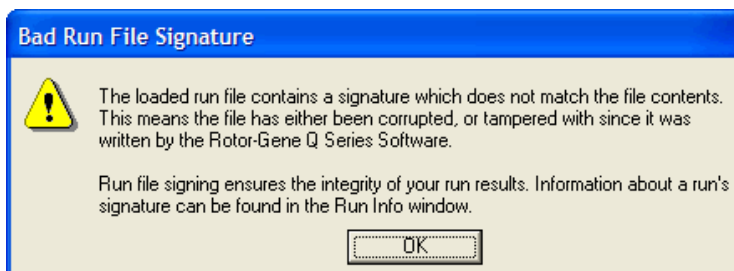 Bad Run File Signature
The loaded run file contains a signature which does not match the file contents.
This means the file has either been corrupted, or tampered with since it was
written by the Rotor-Gene Q Series Software.
Run file signing ensures the integrity of your run results. Information about a run's
signature can be found in the Run Info window.
OK